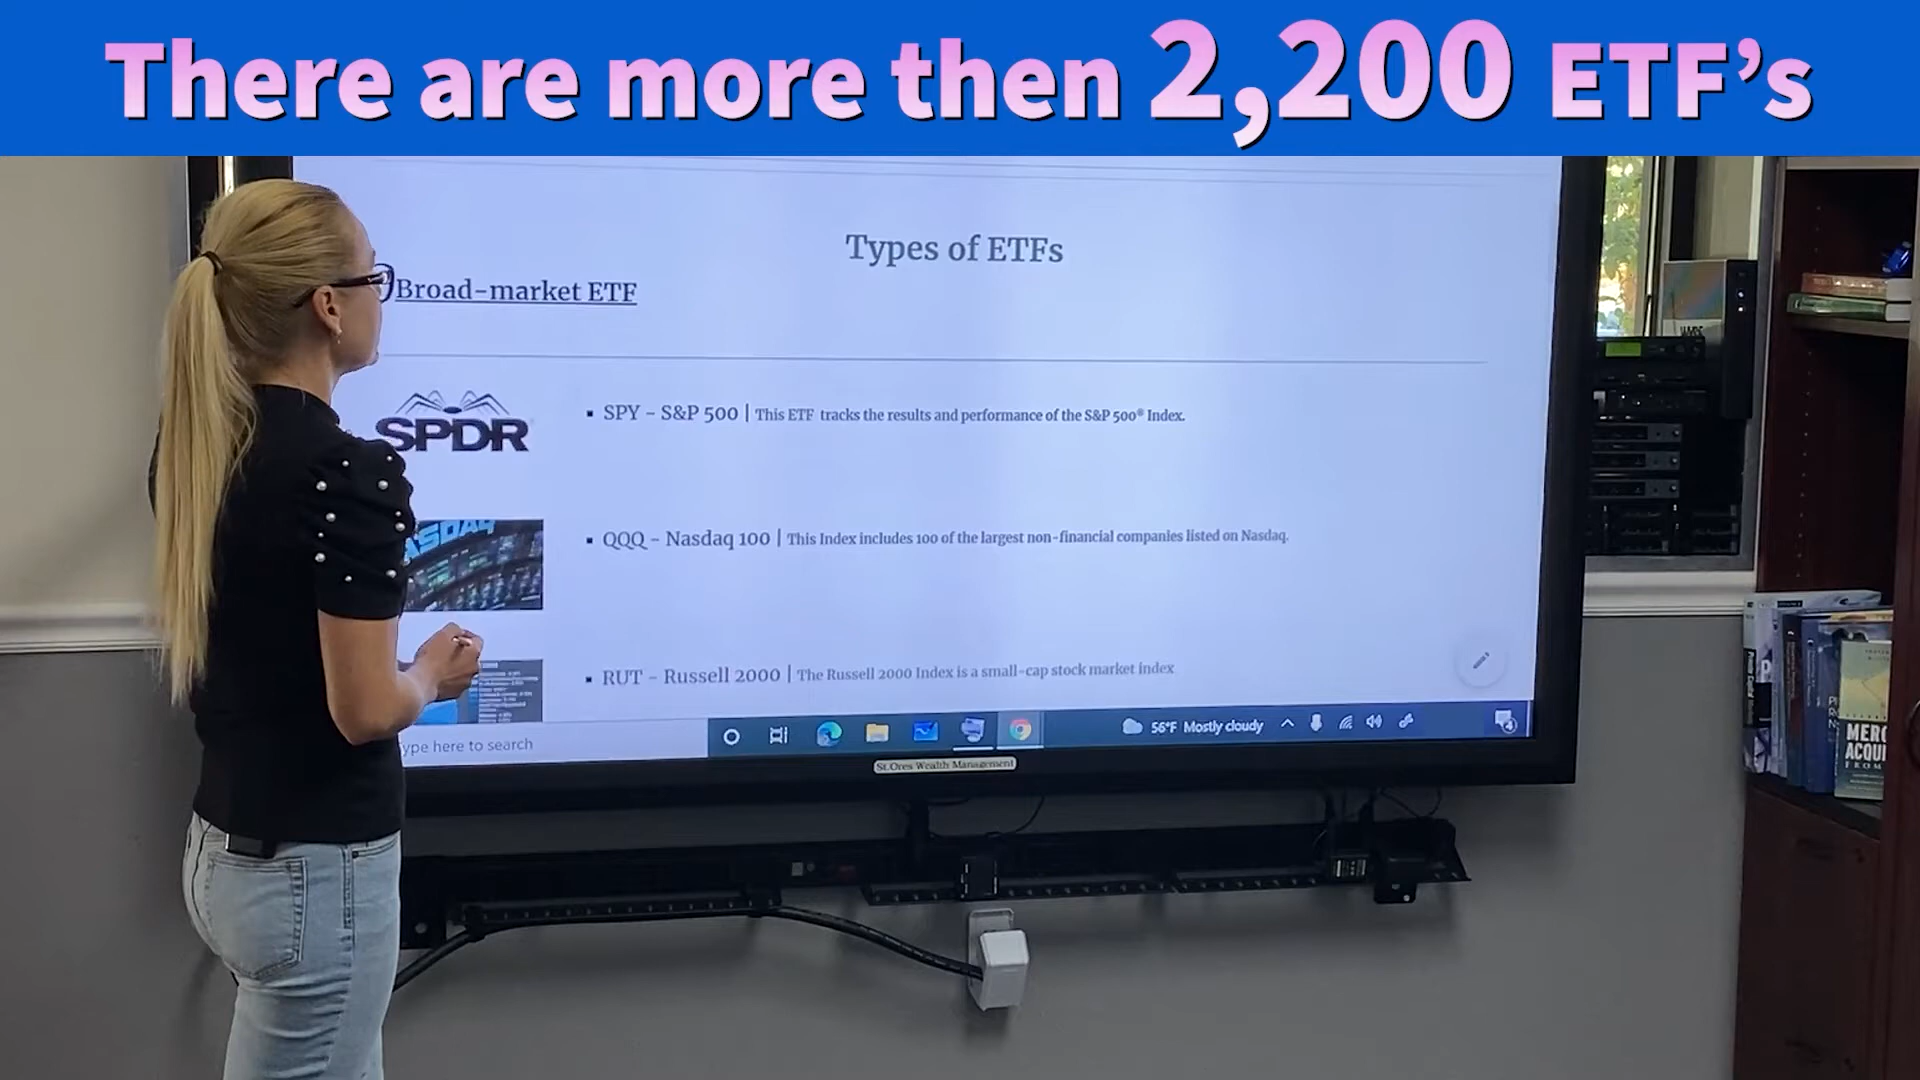 There are more then 2,200 ETF's
Types of ETFs
Broad-market ETF
SPDR
▪ SPY - S&P 500 | This ETF tracks the results and performance of the S&P 500® Index.
▪ QQQ - Nasdaq 100 | This Index includes 100 of the largest non-financial companies listed on Nasdaq.
▪ RUT - Russell 2000 | The Russell 2000 Index is a small-cap stock market index
ype here to search
56°F Mostly cloudy
St.Ores Wealth Management
MERG
ACQUI
FROM